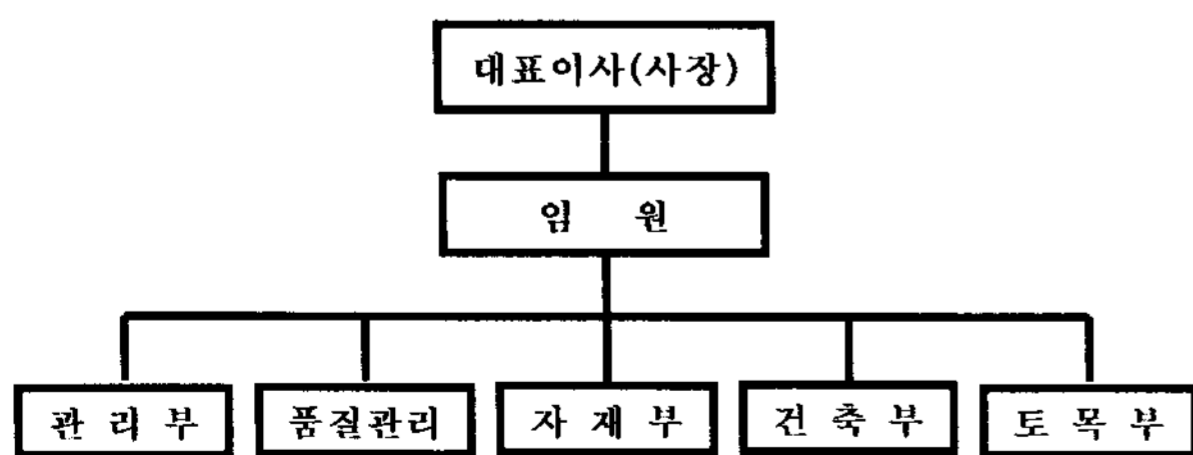 대표이사(사장)
임 원
관 리 부
품질관리
자 재 부
건 축 부
토 목 부